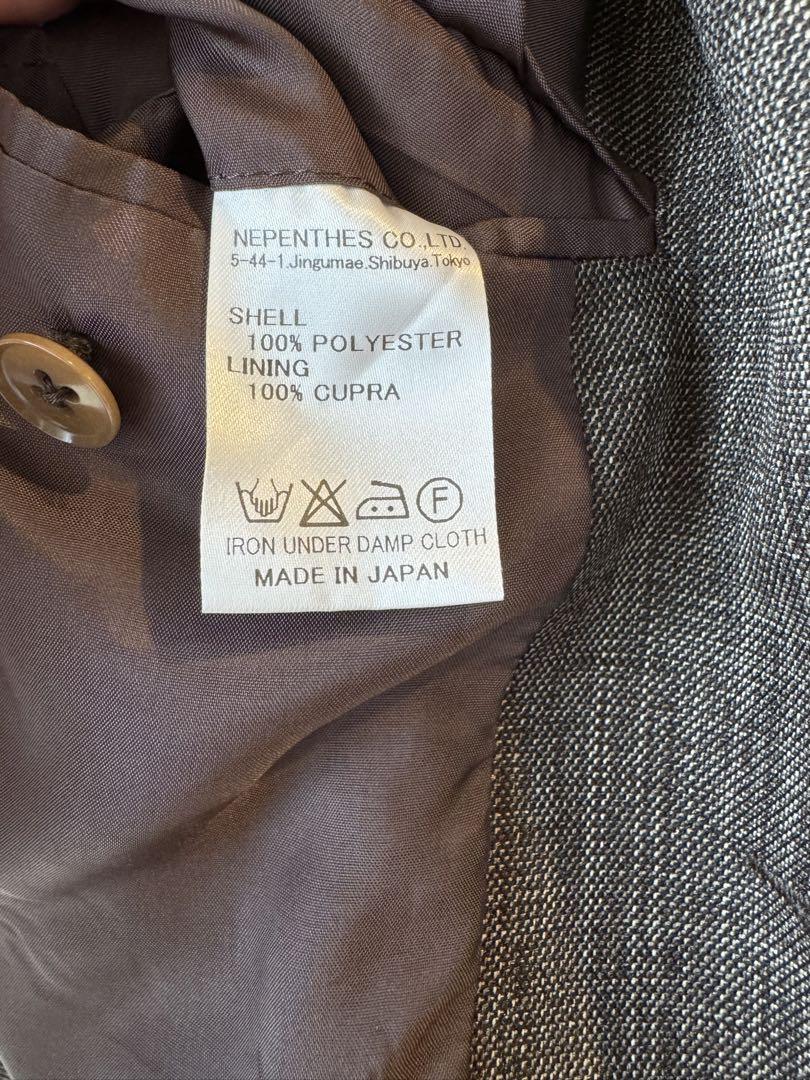 NEPENTHES CO.,LTD.
5-44-1.Jingumae.Shibuya.Tokyo
SHELL
100% POLYESTER
LINING
100% CUPRA
F
IRON UNDER DAMP CLOTH
MADE IN JAPAN